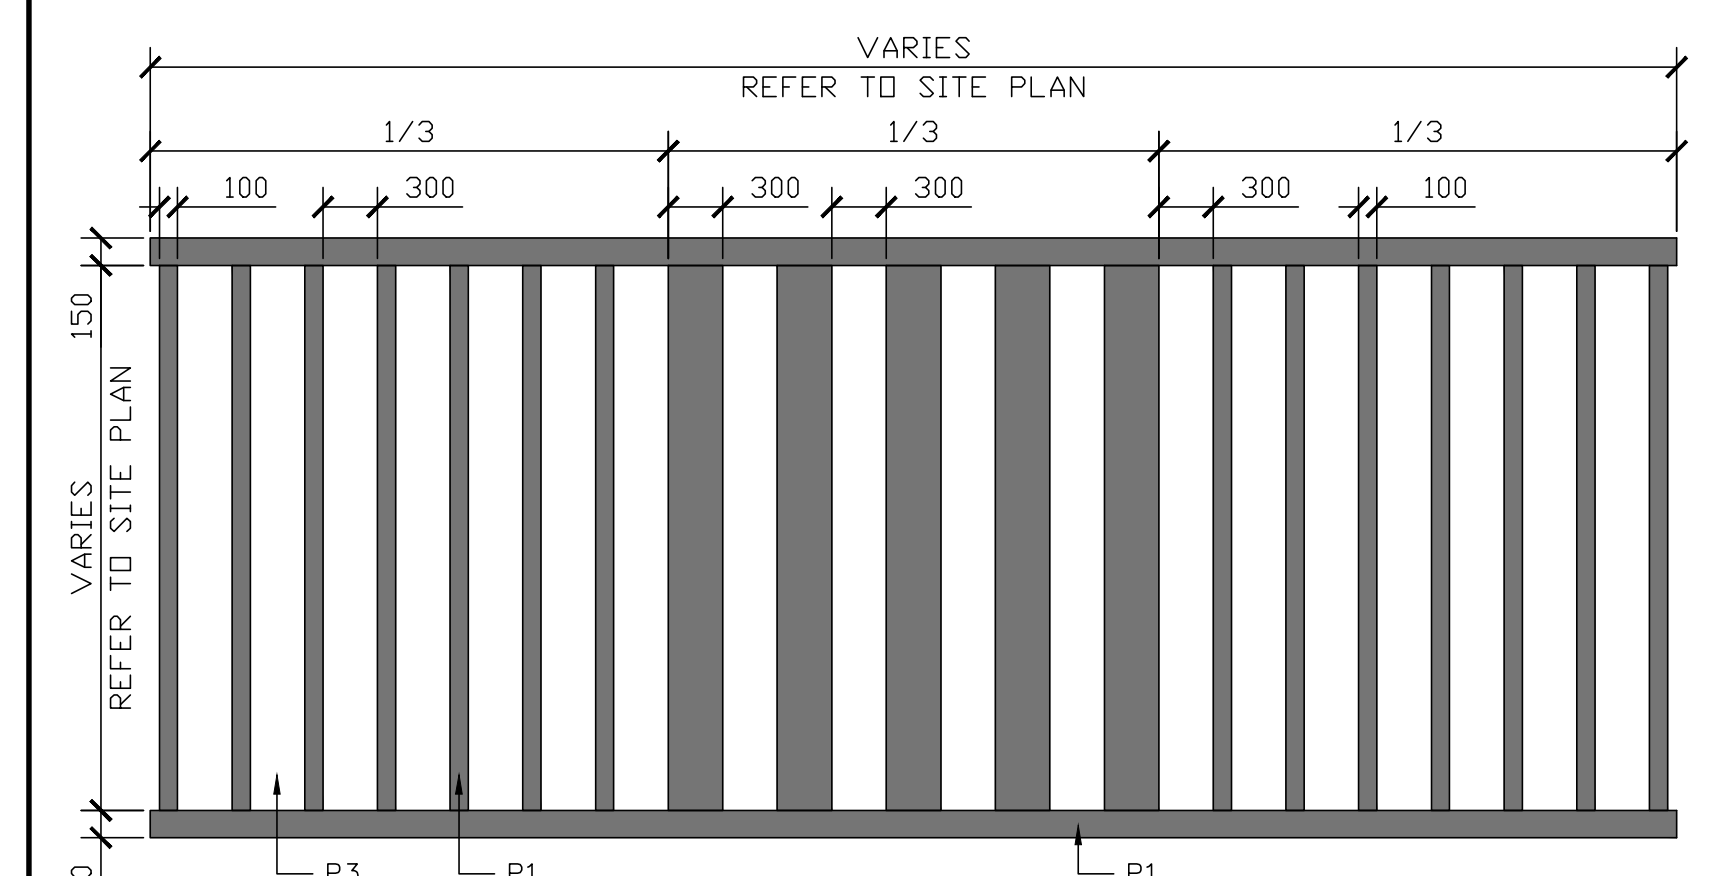 VARIES
REFER TO SITE PLAN
1/3
1/3
1/3
100
300
300
300
300
100
150
VARIES
REFER TO SITE PLAN
P3
P1
P1